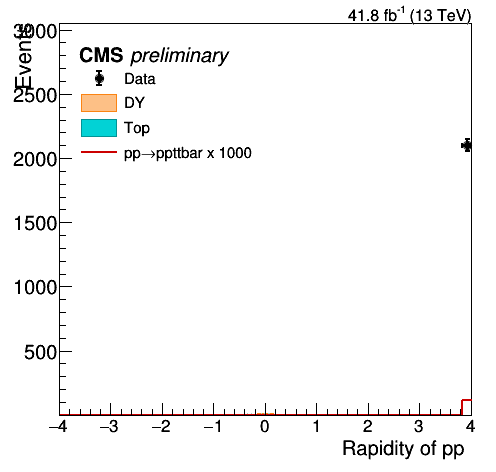 41.8 fb⁻¹ (13 TeV)
Events
3000
2500
2000
1500
1000
500
CMS preliminary
Data
DY
Top
pp→ppttbar x 1000
−4 −3 −2 −1 0 1 2 3 4
Rapidity of pp